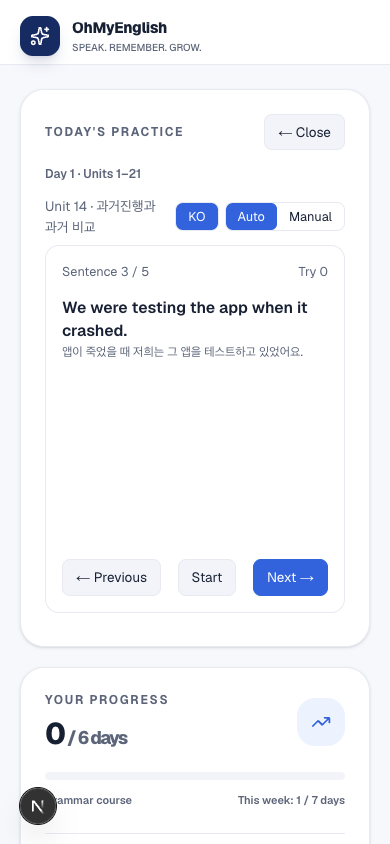 OhMyEnglish
SPEAK. REMEMBER. GROW.
TODAY'S PRACTICE
← Close
Day 1 · Units 1–21
Unit 14 · 과거진행과
과거 비교
KO
Auto
Manual
Sentence 3 / 5
Try 0
We were testing the app when it
crashed.
앱이 죽었을 때 저희는 그 앱을 테스트하고 있었어요.
← Previous
Start
Next →
YOUR PROGRESS
0 / 6 days
N
ammar course
This week: 1 / 7 days